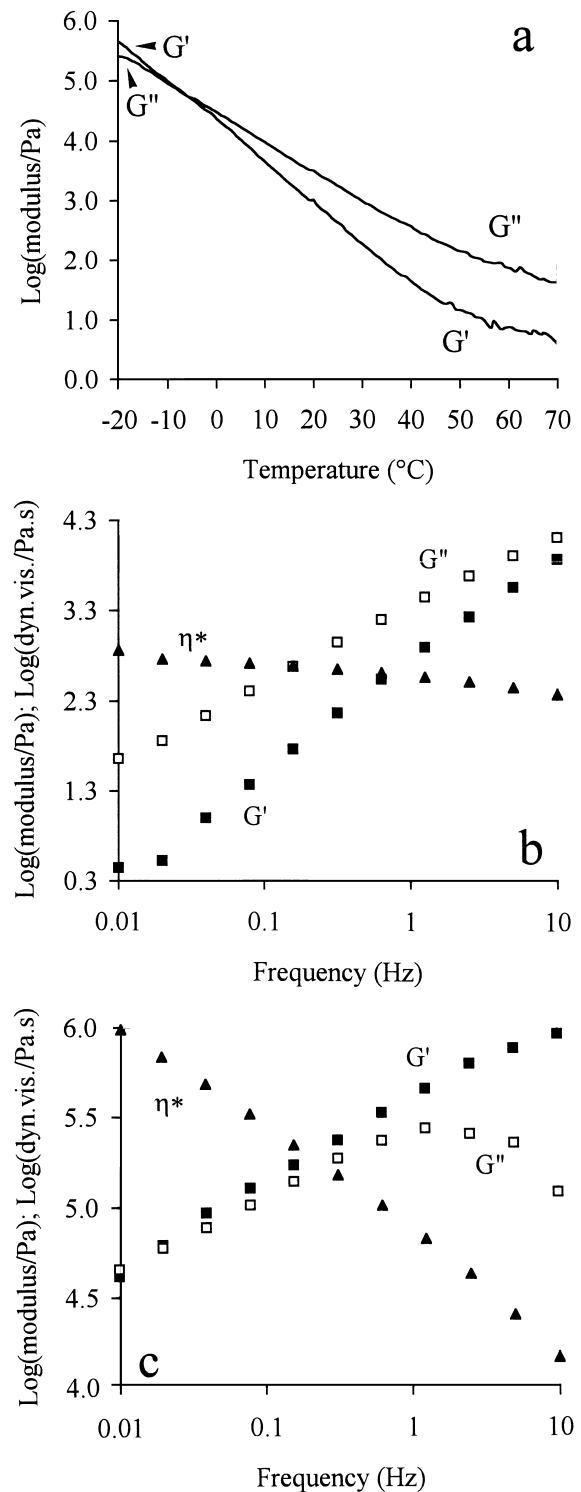 6.0
a
G'
5.0
G"
4.0
3.0
G"
2.0
1.0
G'
0.0
Log(modulus/Pa)
-20 -10 0 10 20 30 40 50 60 70
Temperature (°C)
4.3
G"
3.3
η*
2.3
1.3
G'
b
0.3
Log(modulus/Pa); Log(dyn.vis./Pa.s)
0.01 0.1 1 10
Frequency (Hz)
6.0
G'
η*
5.5
G"
5.0
4.5
c
4.0
Log(modulus/Pa); Log(dyn.vis./Pa.s)
0.01 0.1 1 10
Frequency (Hz)